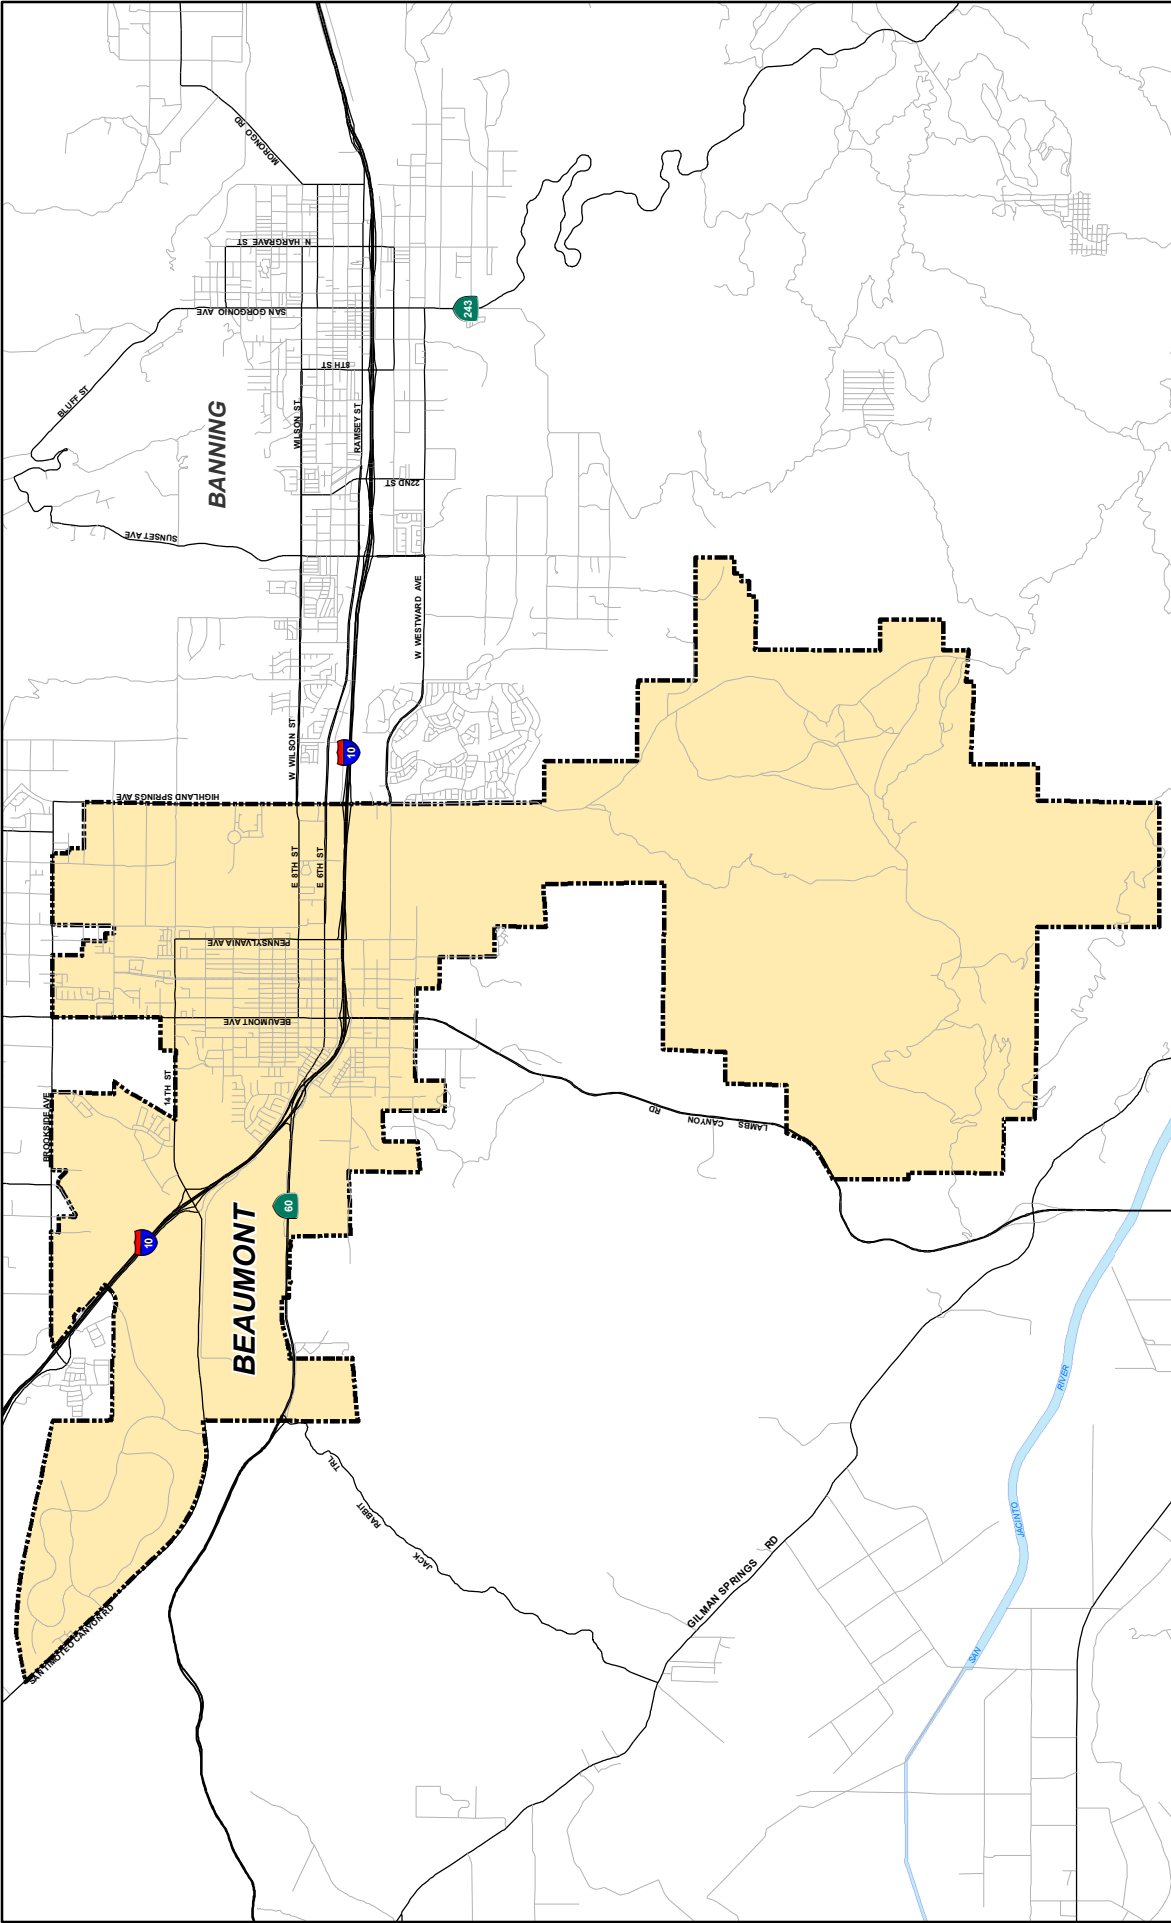 MORONGO RD
N HARGRAVE ST
SAN GORGONIO AVE
243
BLUFF ST
8TH ST
BANNING
WILSON ST
RAMSEY ST
22ND ST
SUNSET AVE
W WESTWARD AVE
W WILSON ST
10
HIGHLAND SPRINGS AVE
E 8TH ST
E 6TH ST
PENNSYLVANIA AVE
BEAUMONT AVE
14TH ST
BROOKSIDE AVE
LAMBS CANYON RD
60
10
BEAUMONT
SAN TIMOTEO CANYON RD
JACK RABBIT TRL
GILMAN SPRINGS RD
SAN JACINTO RIVER